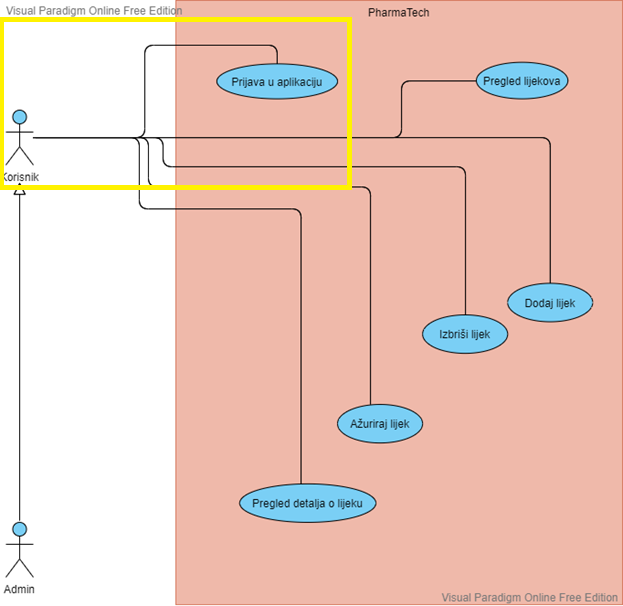 Visual Paradigm Online Free Edition
PharmaTech
Prijava u aplikaciju
Pregled lijekova
Korisnik
Dodaj lijek
Izbriši lijek
Ažuriraj lijek
Pregled detalja o lijeku
Admin
Visual Paradigm Online Free Edition